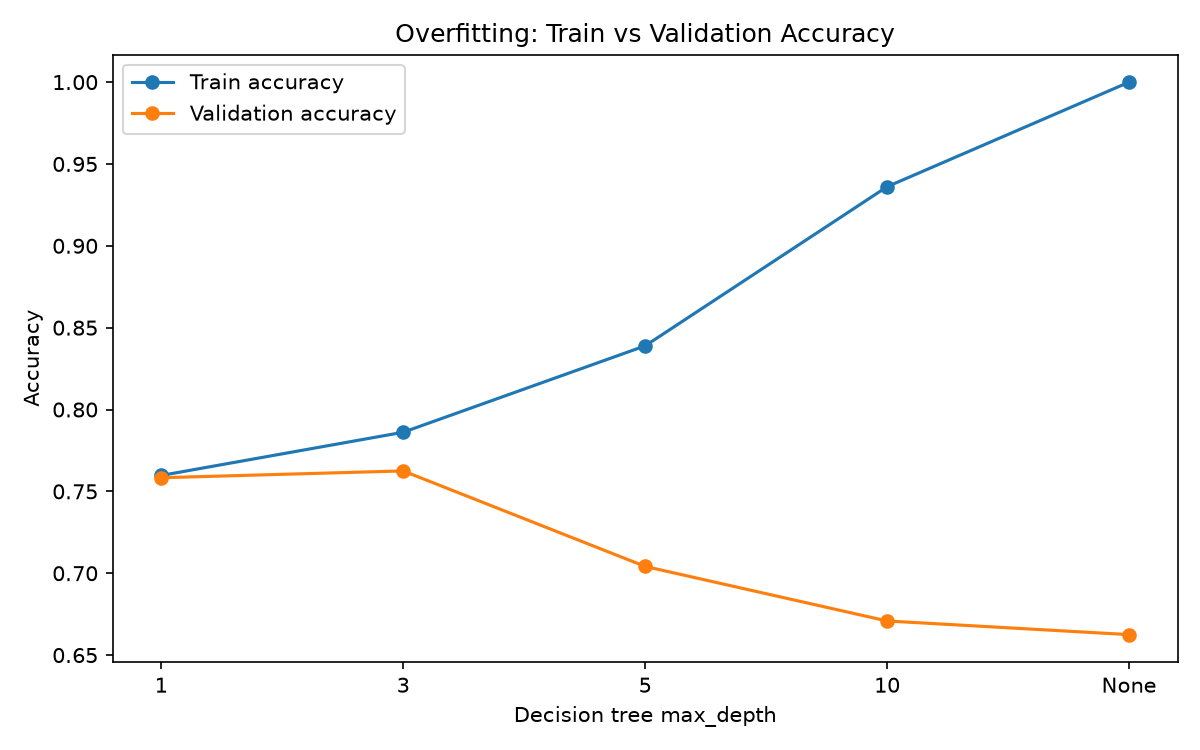 Overfitting: Train vs Validation Accuracy
Train accuracy
Validation accuracy
1.00
0.95
0.90
0.85
0.80
0.75
0.70
0.65
Accuracy
1 3 5 10 None
Decision tree max_depth